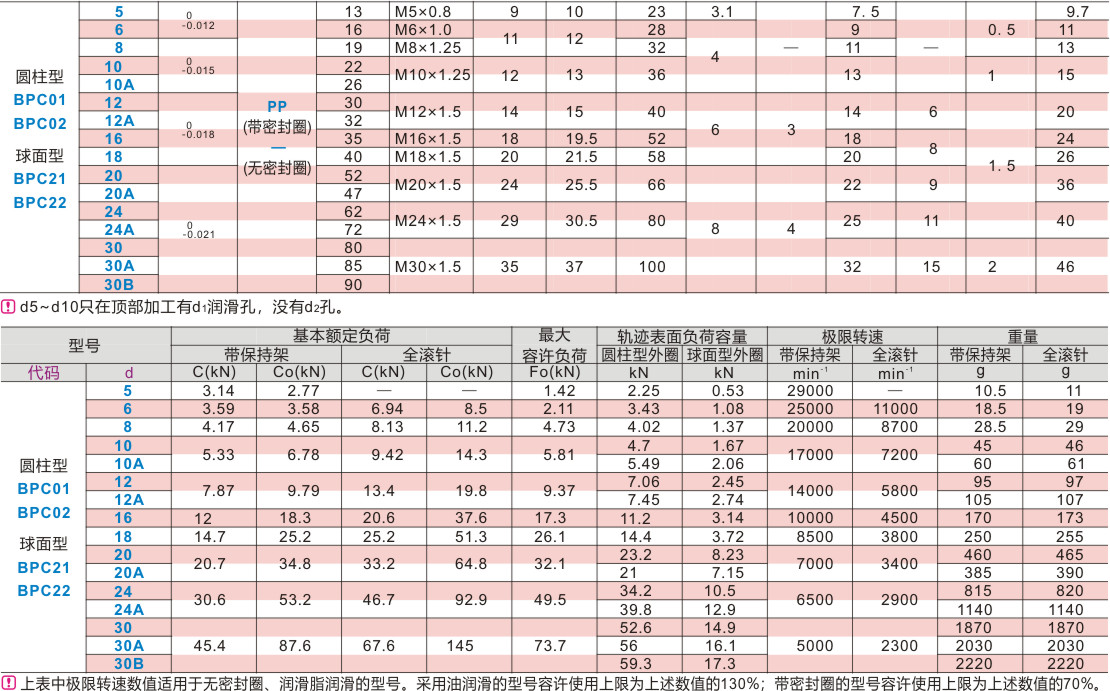 5 13 M5×0.8 9 10 23 3.1 7.5 9.7
0
-0.012
6 16 M6×1.0 11 12 28 9 0.5 11
8 19 M8×1.25 32 4 — 11 — 13
10 0
-0.015 22 M10×1.25 12 13 36 13 1 15
10A 26
圆柱型
BPC01
BPC02
球面型
BPC21
BPC22
PP
(带密封圈)
—
(无密封圈)
12 30 M12×1.5 14 15 40 14 6 20
12A 32
0
-0.018
6 3
16 35 M16×1.5 18 19.5 52 18 8 24
18 40 M18×1.5 20 21.5 58 20 26
1.5
20 52 M20×1.5 24 25.5 66 22 9 36
20A 47
24 62 M24×1.5 29 30.5 80 25 11 40
24A 72
0
-0.021
8 4
30 80
30A 85 M30×1.5 35 37 100 32 15 2 46
30B 90
! d5~d10只在顶部加工有d1润滑孔，没有d2孔。
型号 基本额定负荷 最大容许负荷 轨迹表面负荷容量 极限转速 重量
带保持架 全滚针 圆柱型外圈 球面型外圈 带保持架 全滚针 带保持架 全滚针
代码 d C(kN) Co(kN) C(kN) Co(kN) Fo(kN) kN kN min-1 min-1 g g
5 3.14 2.77 — — 1.42 2.25 0.53 29000 — 10.5 11
6 3.59 3.58 6.94 8.5 2.11 3.43 1.08 25000 11000 18.5 19
8 4.17 4.65 8.13 11.2 4.73 4.02 1.37 20000 8700 28.5 29
10 5.33 6.78 9.42 14.3 5.81 4.7 1.67 17000 7200 45 46
10A 5.49 2.06 60 61
圆柱型
BPC01
BPC02
球面型
BPC21
BPC22
12 7.87 9.79 13.4 19.8 9.37 7.06 2.45 14000 5800 95 97
12A 7.45 2.74 105 107
16 12 18.3 20.6 37.6 17.3 11.2 3.14 10000 4500 170 173
18 14.7 25.2 25.2 51.3 26.1 14.4 3.72 8500 3800 250 255
20 20.7 34.8 33.2 64.8 32.1 23.2 8.23 7000 3400 460 465
20A 21 7.15 385 390
24 30.6 53.2 46.7 92.9 49.5 34.2 10.5 6500 2900 815 820
24A 39.8 12.9 1140 1140
30 52.6 14.9 1870 1870
30A 45.4 87.6 67.6 145 73.7 56 16.1 5000 2300 2030 2030
30B 59.3 17.3 2220 2220
! 上表中极限转速数值适用于无密封圈、润滑脂润滑的型号。采用油润滑的型号容许使用上限为上述数值的130%；带密封圈的型号容许使用上限为上述数值的70%。